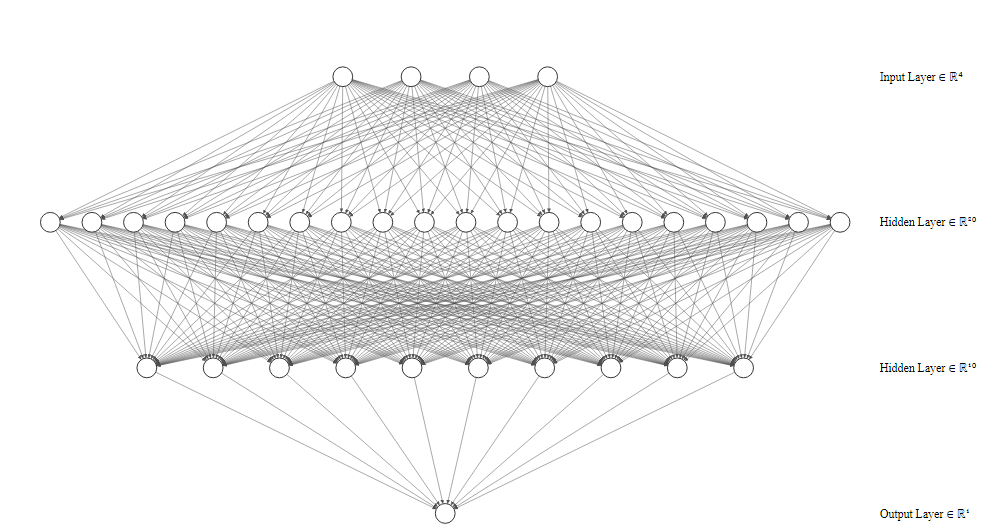 Input Layer ∈ ℝ⁴
Hidden Layer ∈ ℝ²⁰
Hidden Layer ∈ ℝ¹⁰
Output Layer ∈ ℝ¹